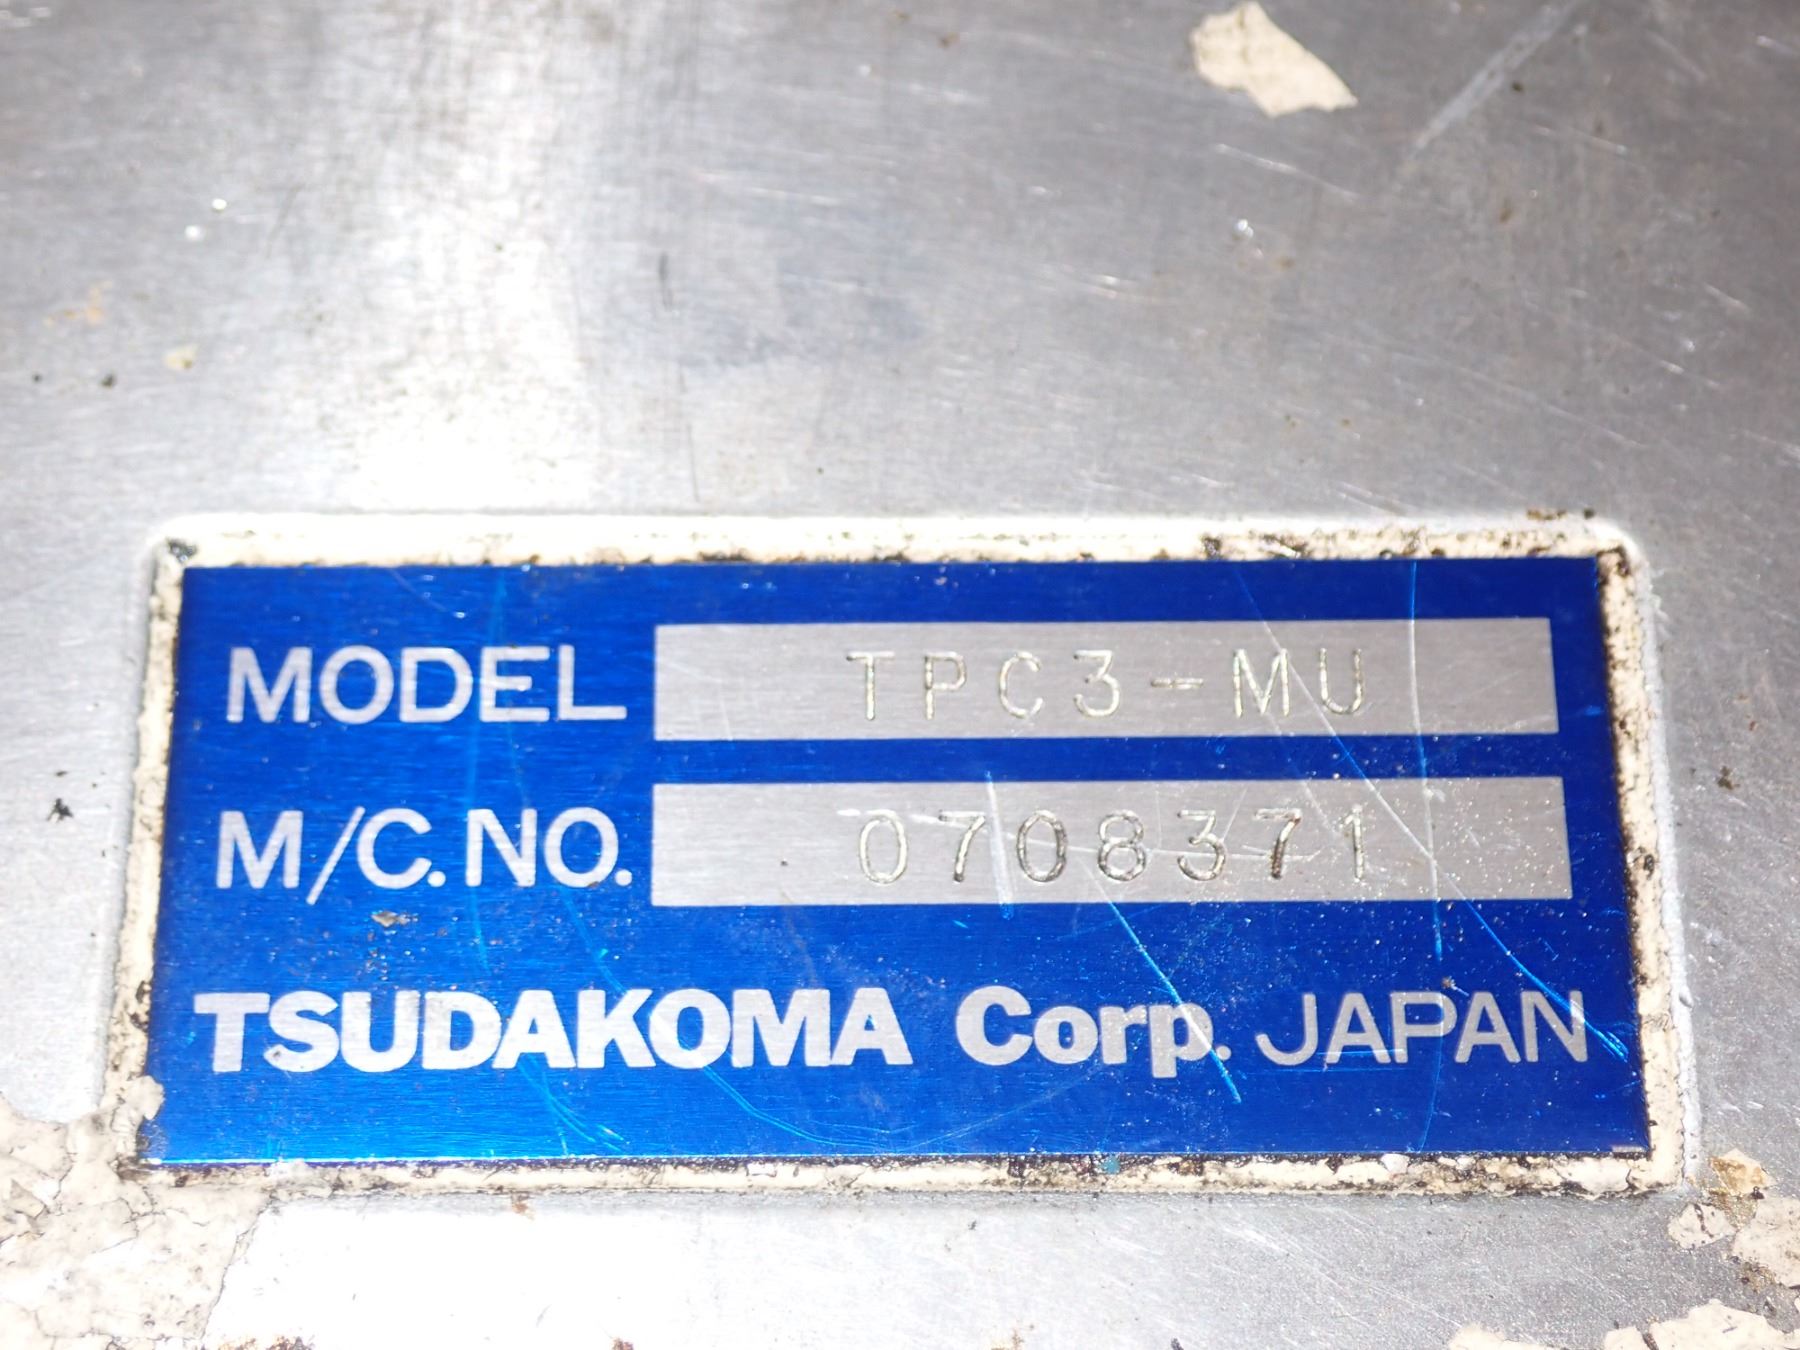 MODEL TPC3-MU
M/C.NO. 0708371
TSUDAKOMA Corp. JAPAN